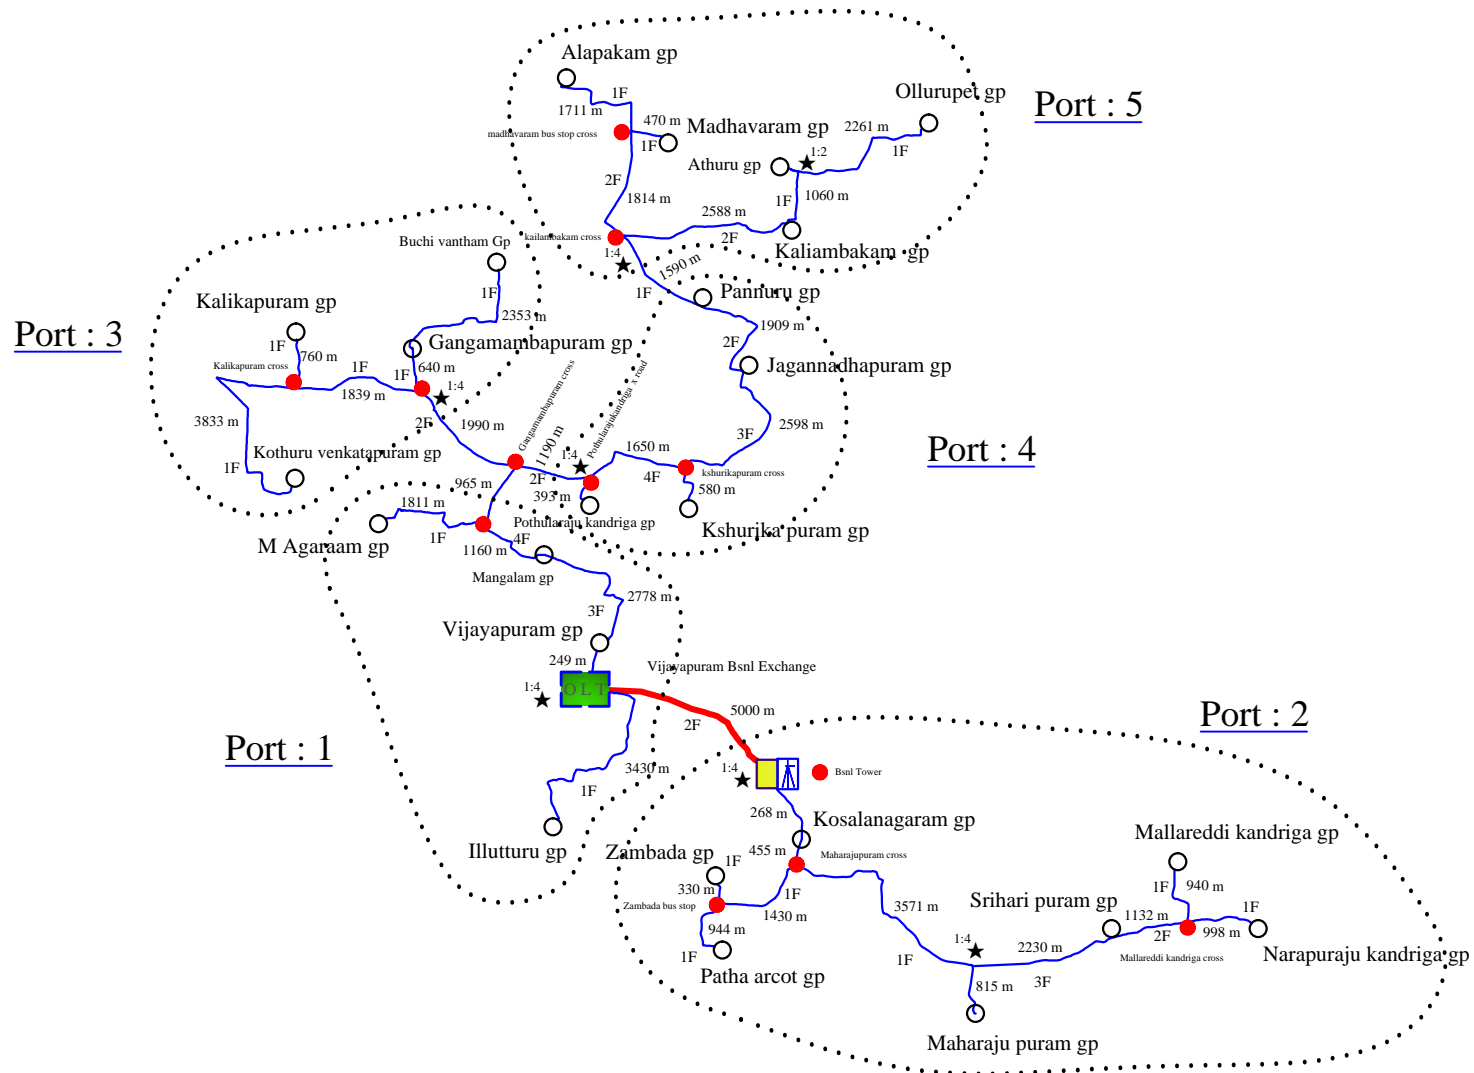 Alapakam gp
1F
1711 m
madhavaram bus stop cross
470 m
1F
Madhavaram gp
Ollurupet gp
2261 m
1F
Port : 5
1:2
Athuru gp
1F
1060 m
2F
1814 m
2588 m
2F
kailambakam cross
1:4
Kaliambakam gp
1590 m
1F
Pannuru gp
1909 m
2F
Jagannadhapuram gp
2598 m
3F
Port : 4
Buchi vantham Gp
1F
2353 m
Kalikapuram gp
Port : 3
1F
760 m
Gangamambapuram gp
Kalikapuram cross
1F
1839 m
1F
640 m
1:4
3833 m
2F
1990 m
1F
Kothuru venkatapuram gp
Gangamambapuram cross
Pothularajukandriga x road
1190 m
2F
1:4
1650 m
4F
kshurikapuram cross
580 m
393 m
Kshurika puram gp
Pothularaju kandriga gp
965 m
1811 m
1F
M Agaraam gp
1160 m
4F
Mangalam gp
2778 m
3F
Vijayapuram gp
249 m
Vijayapuram Bsnl Exchange
1:4
O L T
5000 m
2F
Port : 1
3430 m
1F
Illutturu gp
Port : 2
1:4
Bsnl Tower
268 m
Kosalanagaram gp
455 m
Maharajupuram cross
Zambada gp
1F
330 m
Zambada bus stop
1F
1430 m
944 m
1F
Patha arcot gp
3571 m
1F
1:4
2230 m
3F
815 m
Maharaju puram gp
Srihari puram gp
1132 m
2F
Mallareddi kandriga cross
Mallareddi kandriga gp
1F
940 m
1F
998 m
Narapuraju kandriga gp